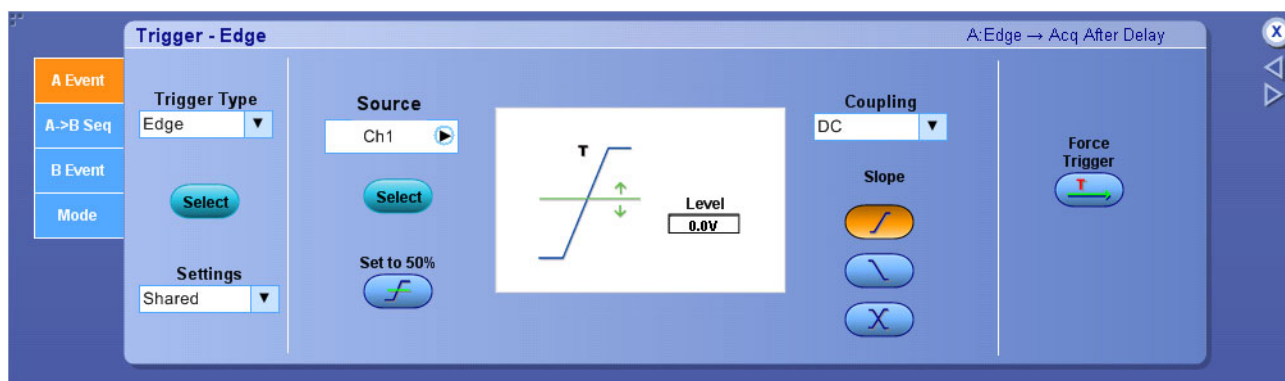 Trigger - Edge
A:Edge → Acq After Delay
X
A Event
A->B Seq
B Event
Mode
Trigger Type
Edge
Select
Settings
Shared
Source
Ch1
Select
Set to 50%
T
Level
0.0V
Coupling
DC
Slope
Force
Trigger
T